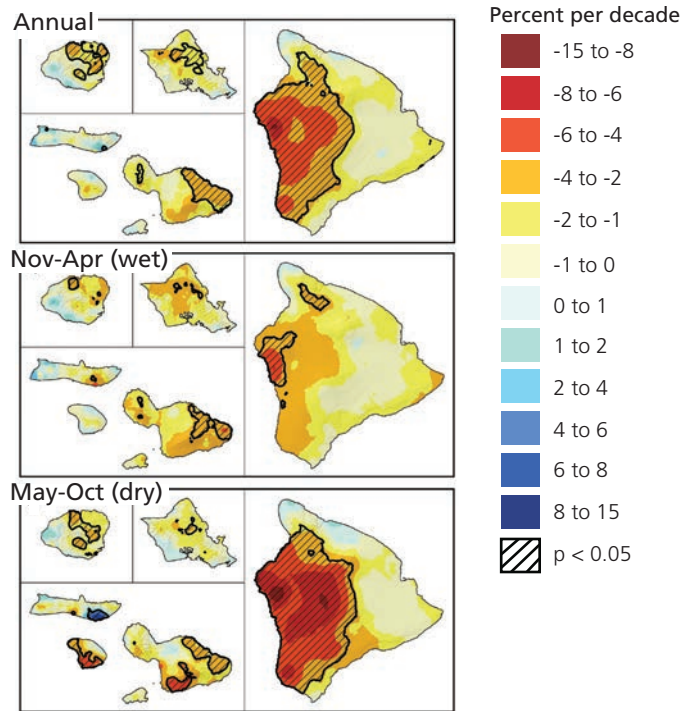 Annual
Nov-Apr (wet)
May-Oct (dry)
Percent per decade
-15 to -8
-8 to -6
-6 to -4
-4 to -2
-2 to -1
-1 to 0
0 to 1
1 to 2
2 to 4
4 to 6
6 to 8
8 to 15
p < 0.05